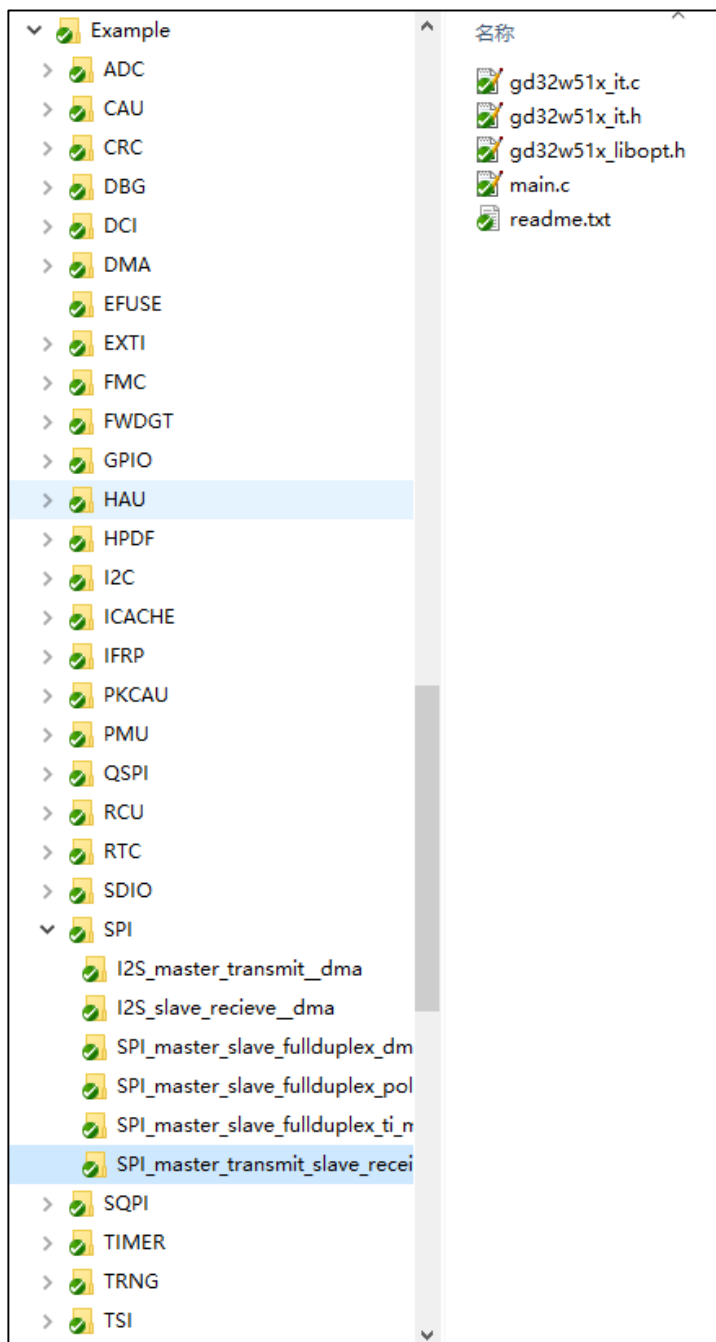 Example
ADC
CAU
CRC
DBG
DCI
DMA
EFUSE
EXTI
FMC
FWDGT
GPIO
HAU
HPDF
I2C
ICACHE
IFRP
PKCAU
PMU
QSPI
RCU
RTC
SDIO
SPI
I2S_master_transmit__dma
I2S_slave_recieve__dma
SPI_master_slave_fullduplex_dm
SPI_master_slave_fullduplex_pol
SPI_master_slave_fullduplex_ti_m
SPI_master_transmit_slave_recei
SQPI
TIMER
TRNG
TSI
名称
gd32w51x_it.c
gd32w51x_it.h
gd32w51x_libopt.h
main.c
readme.txt